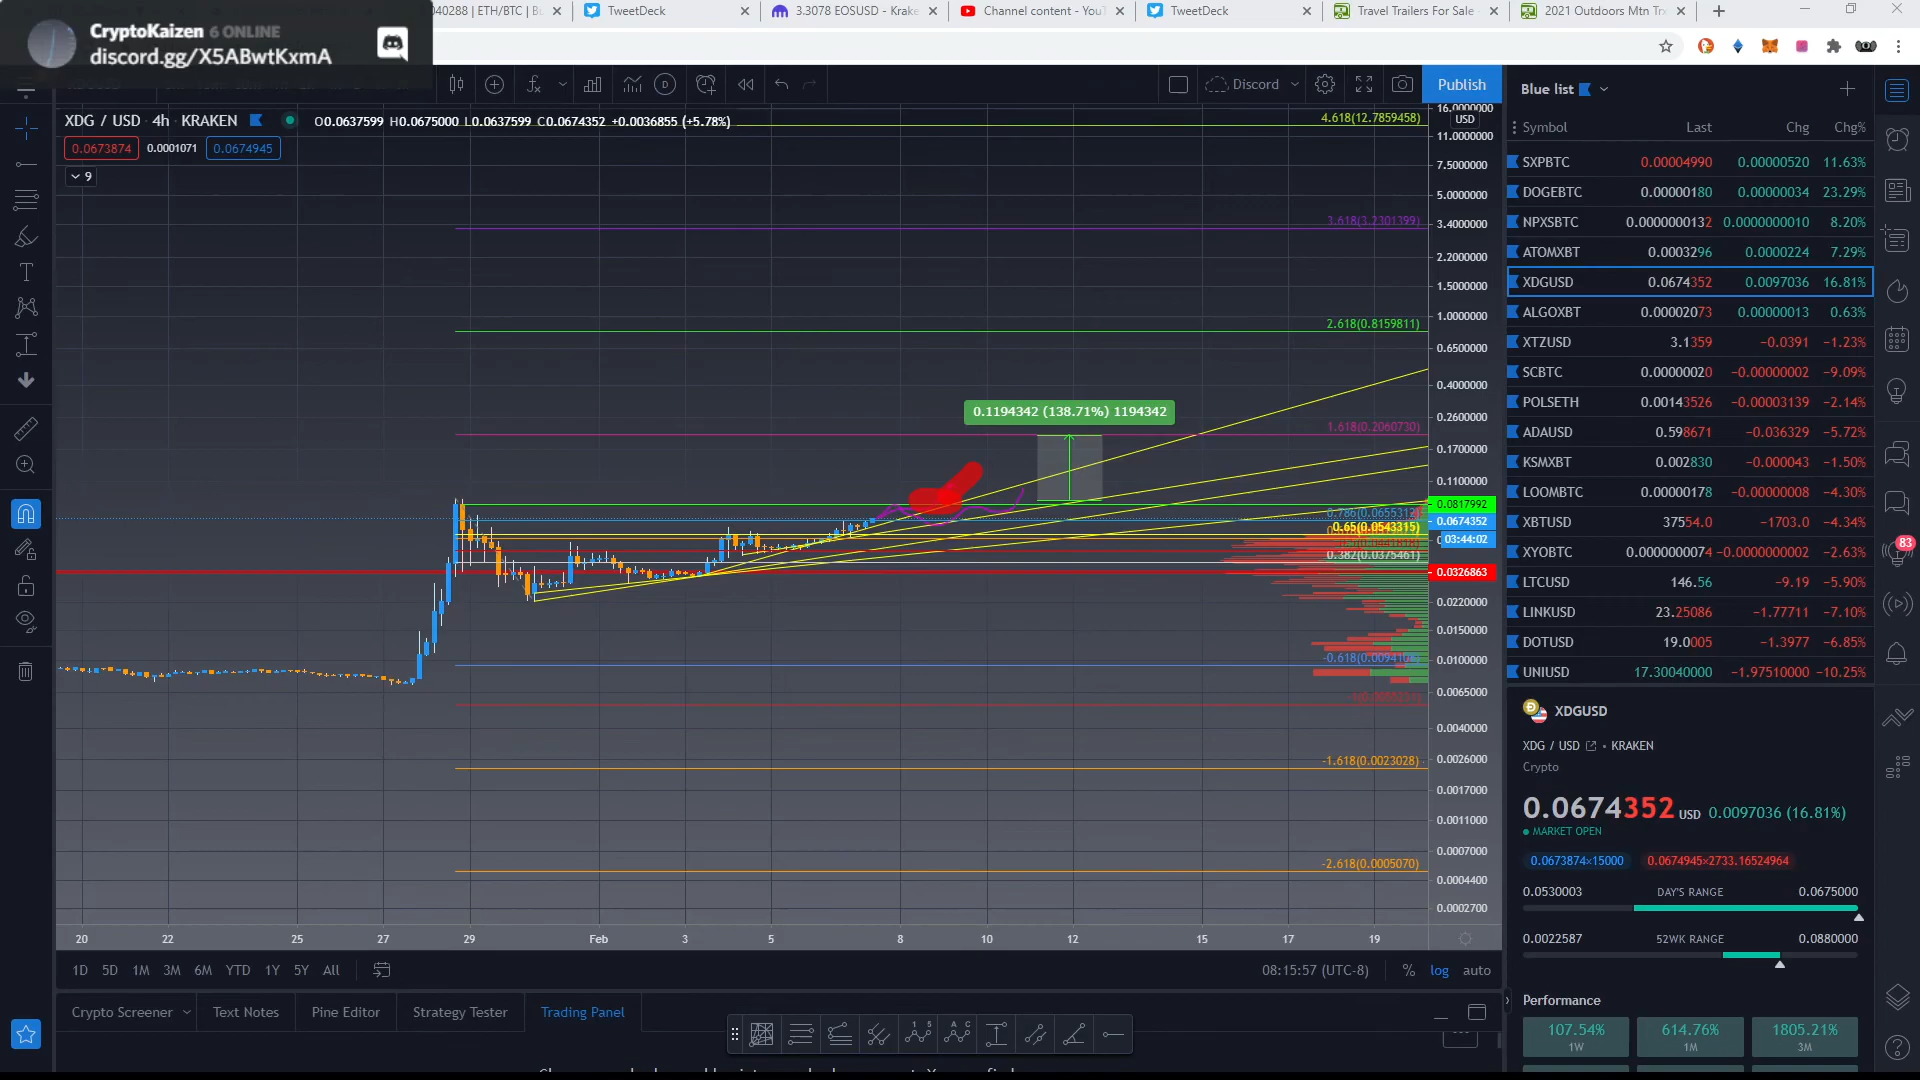 CryptoKaizen 6 ONLINE
discord.gg/X5ABwtKxmA
040288 | ETH/BTC | B
TweetDeck
3.3078 EOSUSD - Krak
Channel content - You
TweetDeck
Travel Trailers For Sale -
2021 Outdoors Mtn Tr
Discord
Publish
XDG / USD 4h · KRAKEN
O0.0637599 H0.0675000 L0.0637599 C0.0674352 +0.0036855 (+5.78%)
0.0673874
0.0001071
0.0674945
9
4.618(12.7859458)
3.618(3.2301399)
2.618(0.8159811)
0.1194342 (138.71%) 1194342
1.618(0.2060730)
0.65(0.0543315)
0.382(0.0375461)
-1.618(0.0023028)
-2.618(0.0005070)
16.0000000
USD
11.0000000
7.5000000
5.0000000
3.4000000
2.2000000
1.5000000
1.0000000
0.6500000
0.4000000
0.2600000
0.1700000
0.1100000
0.0817992
0.0674352
03:44:02
0.0326863
0.0220000
0.0150000
0.0100000
0.0065000
0.0040000
0.0026000
0.0017000
0.0011000
0.0007000
0.0004400
0.0002700
20 22 25 27 29 Feb 3 5 8 10 12 15 17 19
1D 5D 1M 3M 6M YTD 1Y 5Y All
08:15:57 (UTC-8) % log auto
Crypto Screener Text Notes Pine Editor Strategy Tester Trading Panel
Blue list
Symbol Last Chg Chg%
SXPBTC 0.00004990 0.00000520 11.63%
DOGEBTC 0.00000180 0.00000034 23.29%
NPXSBTC 0.0000000132 0.0000000010 8.20%
ATOMXBT 0.0003296 0.0000224 7.29%
XDGUSD 0.0674352 0.0097036 16.81%
ALGOXBT 0.00002073 0.00000013 0.63%
XTZUSD 3.1359 −0.0391 −1.23%
SCBTC 0.00000020 −0.00000002 −9.09%
POLSETH 0.00143526 −0.00003139 −2.14%
ADAUSD 0.598671 −0.036329 −5.72%
KSMXBT 0.002830 −0.000043 −1.50%
LOOMBTC 0.00000178 −0.00000008 −4.30%
XBTUSD 37554.0 −1703.0 −4.34%
XYOBTC 0.000000074 −0.000000002 −2.63%
LTCUSD 146.56 −9.19 −5.90%
LINKUSD 23.25086 −1.77711 −7.10%
DOTUSD 19.0005 −1.3977 −6.85%
UNIUSD 17.30040000 −1.97510000 −10.25%
83
XDGUSD
XDG / USD · KRAKEN
Crypto
0.0674352 USD 0.0097036 (16.81%)
MARKET OPEN
0.0673874×15000 0.0674945×2733.16524964
0.0530003 DAY'S RANGE 0.0675000
0.0022587 52WK RANGE 0.0880000
Performance
107.54% 614.76% 1805.21%
1W 1M 3M